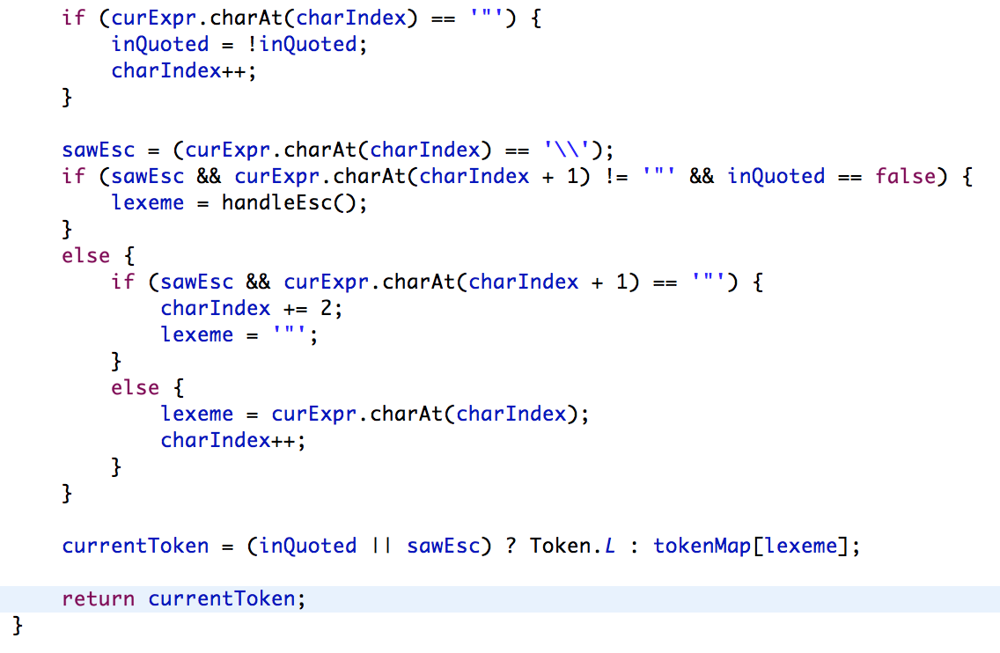 if (curExpr.charAt(charIndex) == '"') {
    inQuoted = !inQuoted;
    charIndex++;
}
sawEsc = (curExpr.charAt(charIndex) == '\\');
if (sawEsc && curExpr.charAt(charIndex + 1) != '"' && inQuoted == false) {
    lexeme = handleEsc();
}
else {
    if (sawEsc && curExpr.charAt(charIndex + 1) == '"') {
        charIndex += 2;
        lexeme = '"';
    }
    else {
        lexeme = curExpr.charAt(charIndex);
        charIndex++;
    }
}
currentToken = (inQuoted || sawEsc) ? Token.L : tokenMap[lexeme];
return currentToken;
}